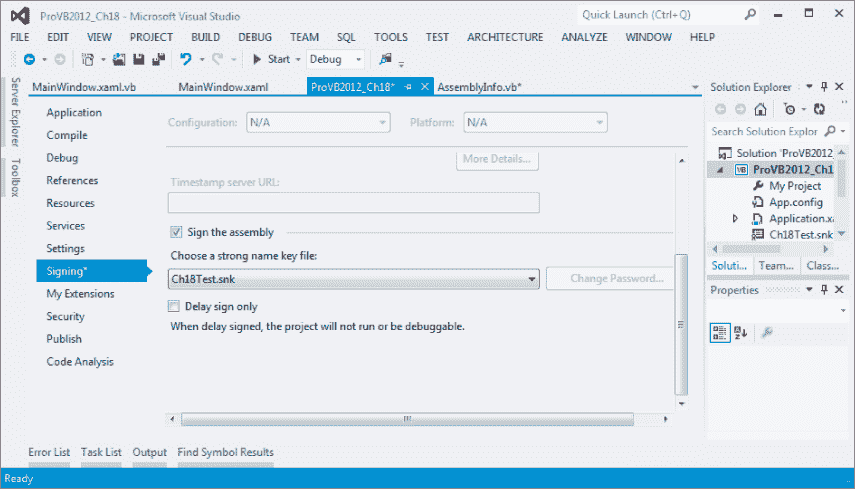 ProVB2012_Ch18 - Microsoft Visual Studio
Quick Launch (Ctrl+Q)
FILE EDIT VIEW PROJECT BUILD DEBUG TEAM SQL TOOLS TEST ARCHITECTURE ANALYZE WINDOW HELP
Start Debug
Server Explorer
Toolbox
MainWindow.xaml.vb MainWindow.xaml ProVB2012_Ch18* AssemblyInfo.vb*
Application
Compile
Debug
References
Resources
Services
Settings
Signing*
My Extensions
Security
Publish
Code Analysis
Configuration: N/A Platform: N/A
More Details...
Timestamp server URL:
Sign the assembly
Choose a strong name key file:
Ch18Test.snk Change Password...
Delay sign only
When delay signed, the project will not run or be debuggable.
Solution Explorer
Search Solution Explor
Solution 'ProVB2012_
VB ProVB2012_Ch1
My Project
App.config
Application.xa
Ch18Test.snk
Soluti... Team... Class...
Properties
Error List Task List Output Find Symbol Results
Ready